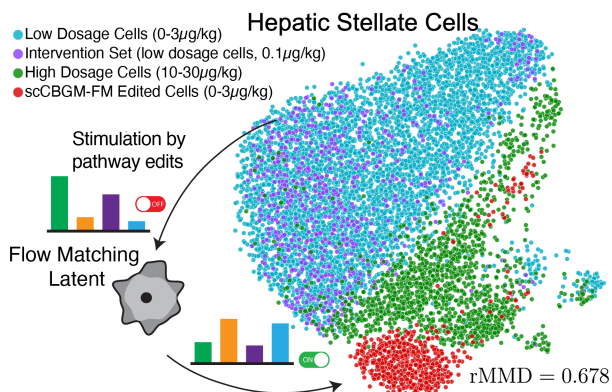 Hepatic Stellate Cells
Low Dosage Cells (0-3µg/kg)
Intervention Set (low dosage cells, 0.1µg/kg)
High Dosage Cells (10-30µg/kg)
scCBGM-FM Edited Cells (0-3µg/kg)
Stimulation by
pathway edits
OFF
Flow Matching
Latent
ON
rMMD = 0.678